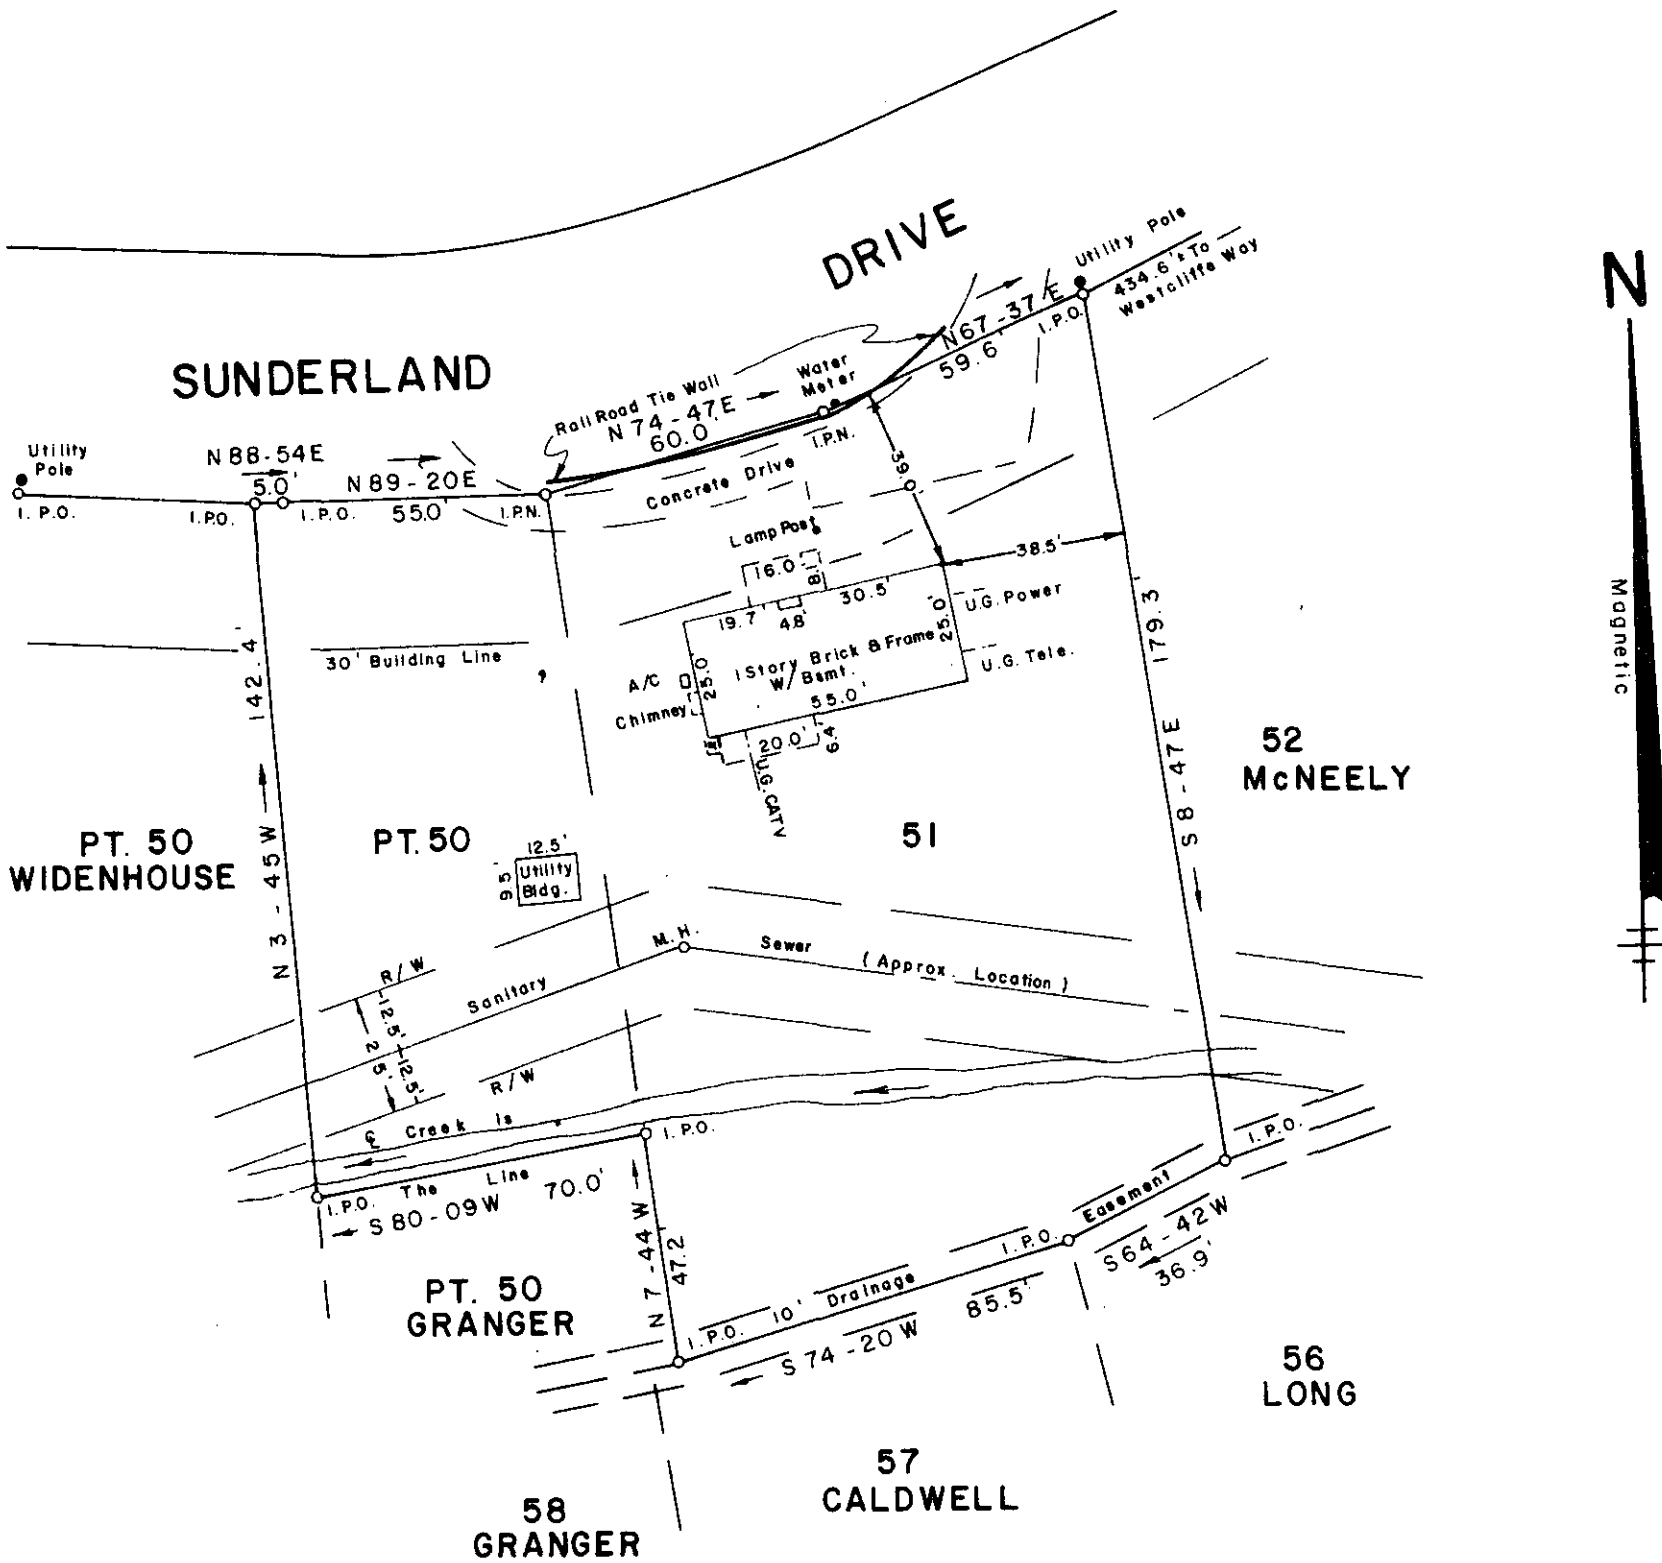 DRIVE
SUNDERLAND
Utility Pole
434.6'± To
Westcliffe Way
N67-37E
59.6'
I.P.O.
Rail Road Tie Wall
N 74-47E
60.0'
Water
Meter
I.P.N.
Utility
Pole
I. P.O.
N 88-54E
5.0'
I.P.O.
N 89-20E
I.P.O.
55.0'
I.P.N.
Concrete Drive
39.0
Lamp Post
16.0
8.1
38.5'
19.7'
4.8'
30.5'
25.0'
U.G. Power
U.G. Tele.
30' Building Line
A/C
Chimney
25.0
1 Story Brick & Frame
W/ Bsmt.
55.0'
20.0'
6.4'
U.G. CATV
142.4'
N 3-45W
179.3'
S 8-47E
N
Magnetic
52
McNEELY
PT. 50
WIDENHOUSE
PT. 50
51
12.5'
9.5'
Utility
Bldg.
M.H.
Sanitary
Sewer
(Approx. Location)
R/W
12.5'
12.5'
25'
R/W
℄ Creek Is
The Line
I.P.O.
I.P.O.
S 80-09W
70.0'
N 7-44 W
47.2'
PT. 50
GRANGER
I.P.O.
10' Drainage
Easement
I.P.O.
I.P.O.
S 74-20 W
85.5'
S64-42W
36.9'
56
LONG
57
CALDWELL
58
GRANGER